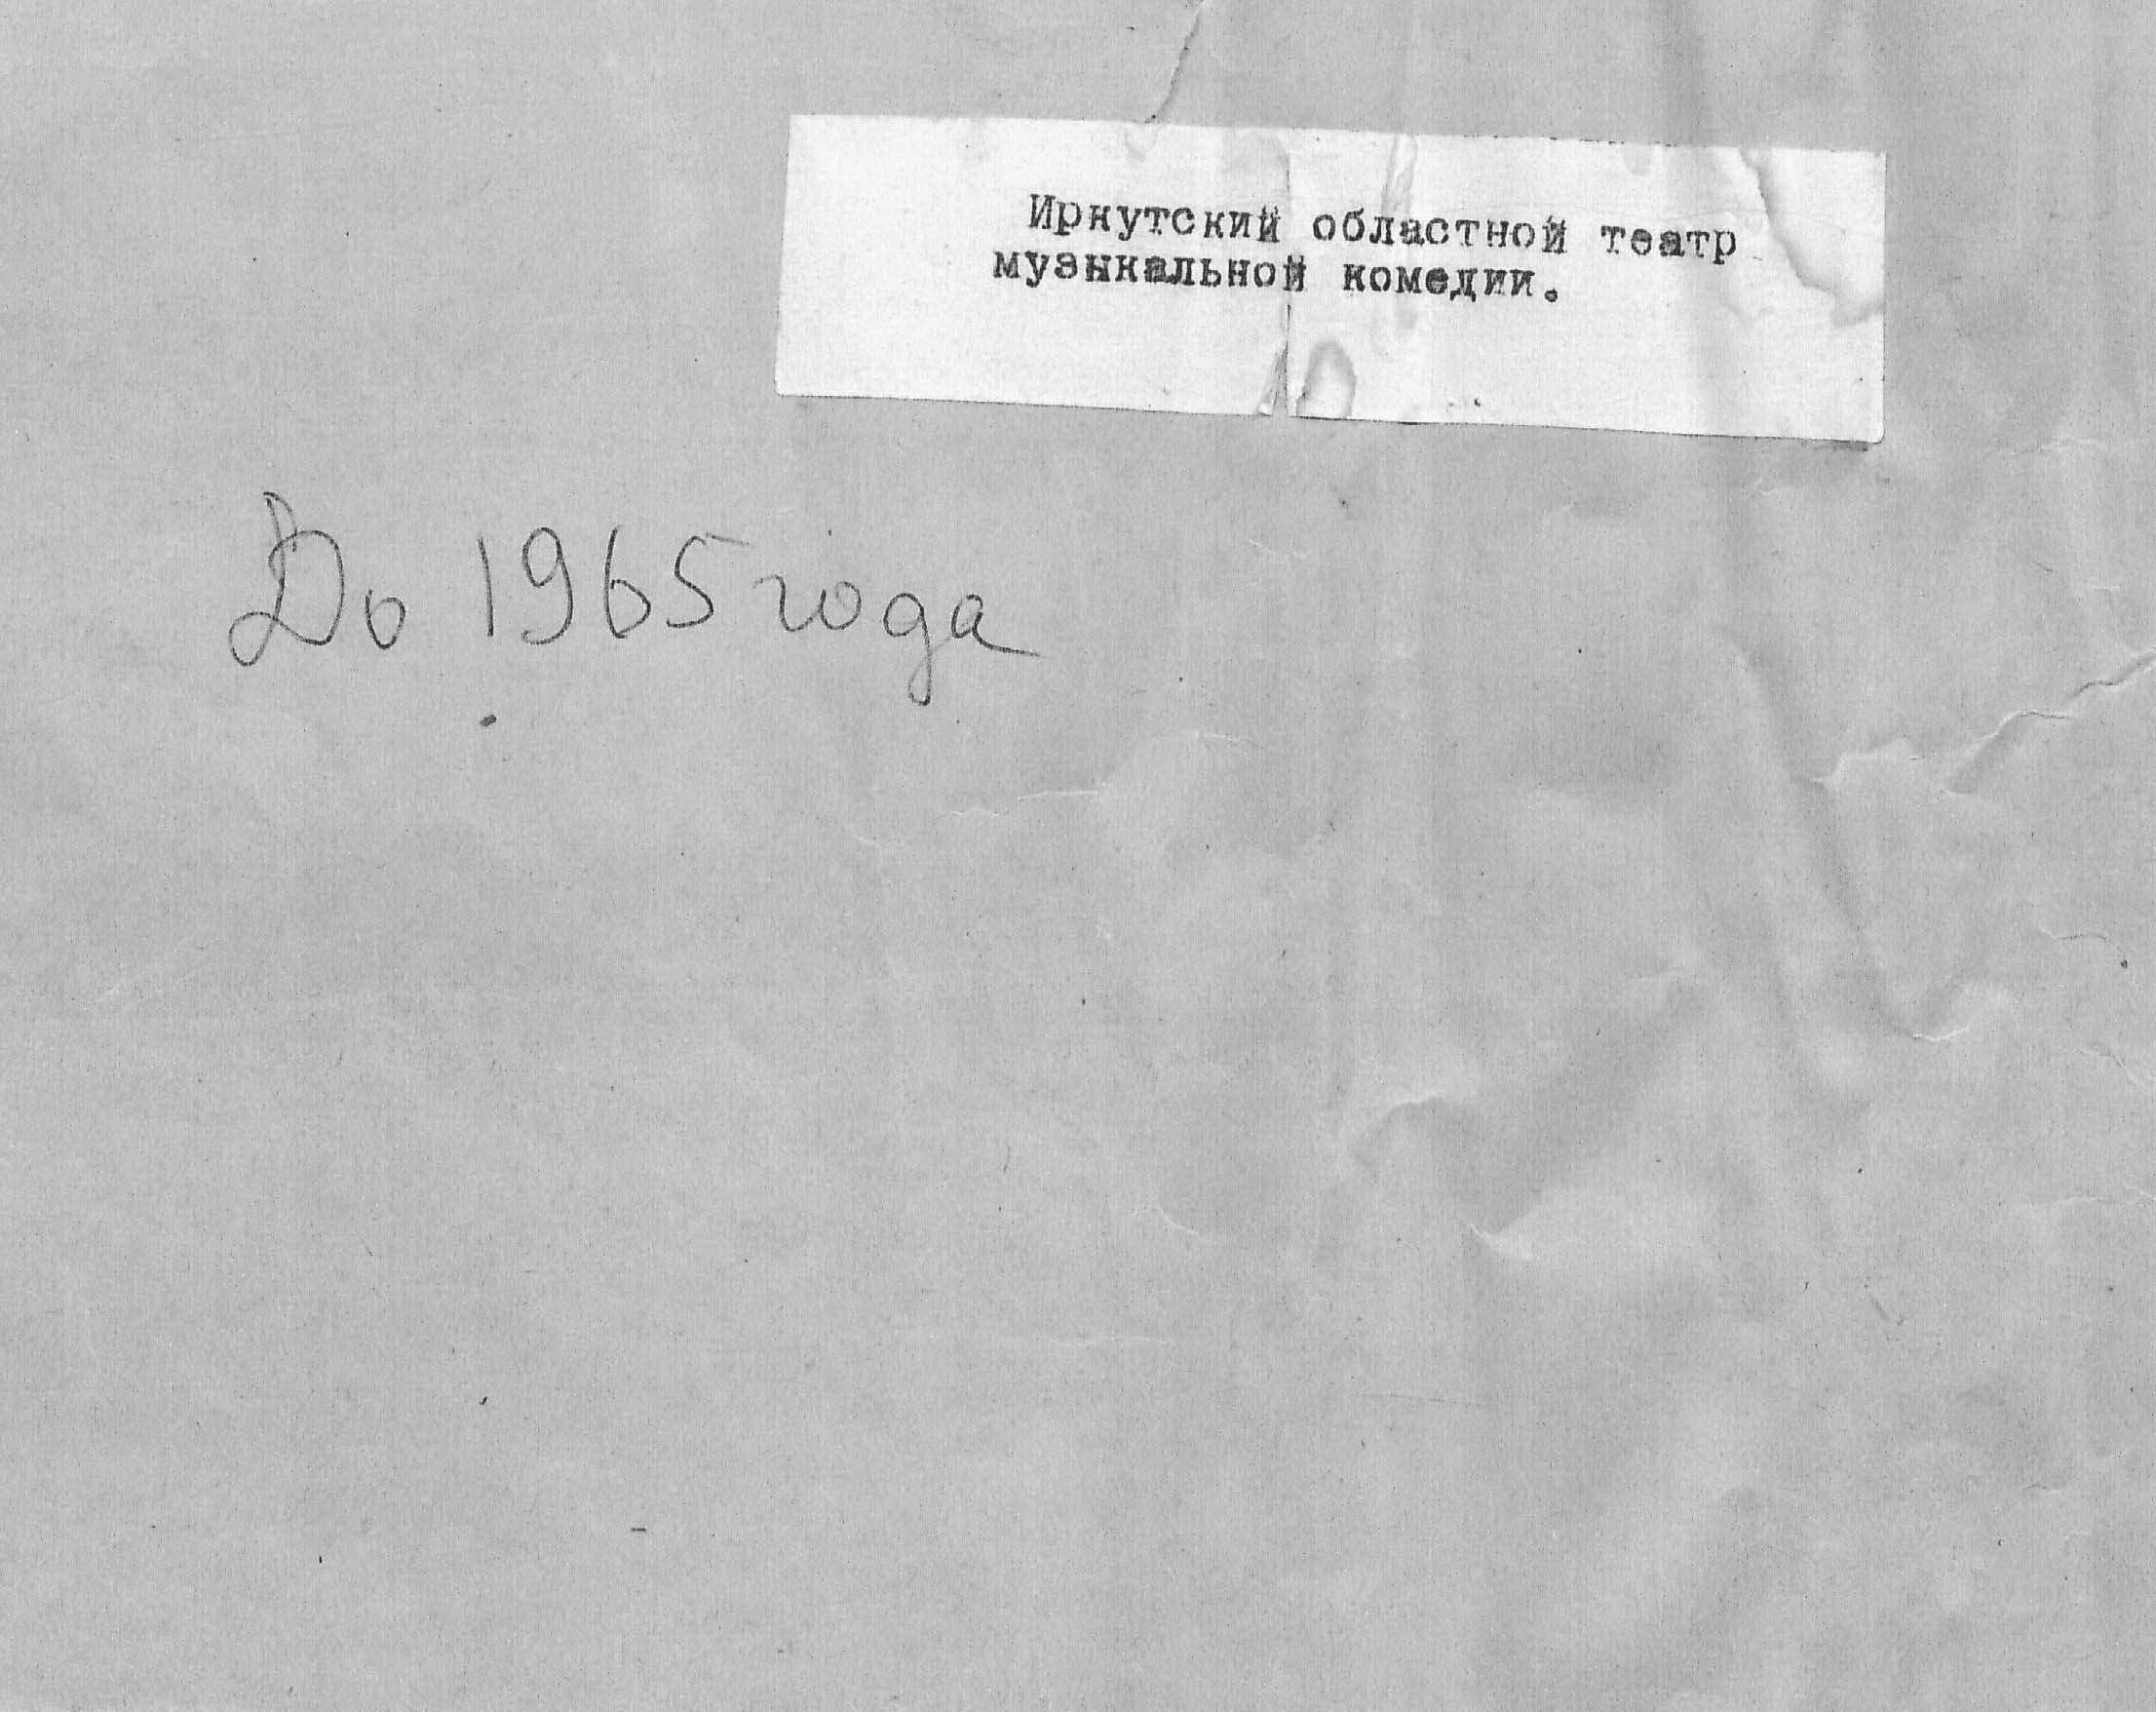 Иркутский областной театр
музыкальной комедии.
До 1965 года